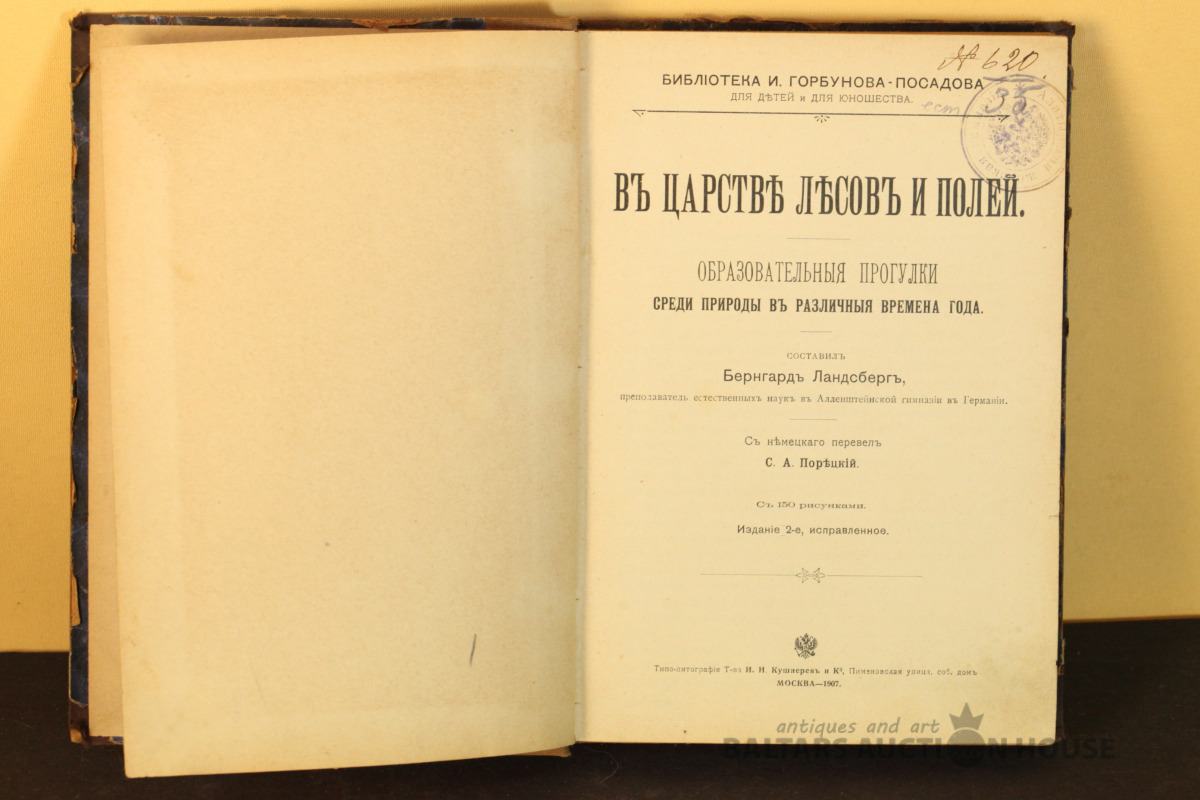 № 620.
БИБЛІОТЕКА И. ГОРБУНОВА-ПОСАДОВА
ДЛЯ ДѢТЕЙ и ДЛЯ ЮНОШЕСТВА.
ест
35
ВЪ ЦАРСТВѢ ЛѢСОВЪ И ПОЛЕЙ.
ОБРАЗОВАТЕЛЬНЫЯ ПРОГУЛКИ
СРЕДИ ПРИРОДЫ ВЪ РАЗЛИЧНЫЯ ВРЕМЕНА ГОДА.
СОСТАВИЛЪ
Бернгардъ Ландсбергъ,
преподаватель естественныхъ наукъ въ Алленштейнской гимназіи въ Германіи.
Съ нѣмецкаго перевелъ
С. А. Порѣцкій.
Съ 150 рисунками.
Изданіе 2-е, исправленное.
Типо-литографія Т-ва И. Н. Кушнеревъ и К°, Пименовская улица, соб. домъ
МОСКВА—1907.
antiques and art
BALTARS AUCTION HOUSE